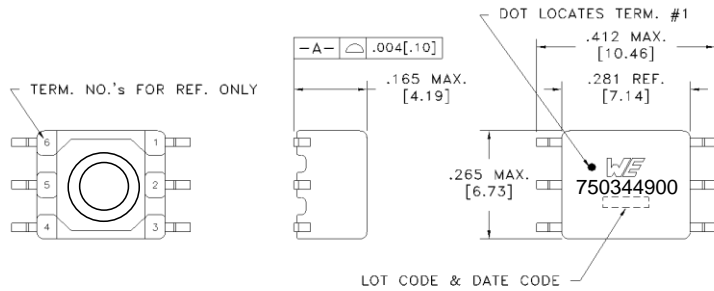 DOT LOCATES TERM. #1
.412 MAX.
[10.46]
-A- .004[.10]
.165 MAX.
[4.19]
.281 REF.
[7.14]
TERM. NO.'s FOR REF. ONLY
6 1
5 2
4 3
.265 MAX.
[6.73]
WE
750344900
LOT CODE & DATE CODE